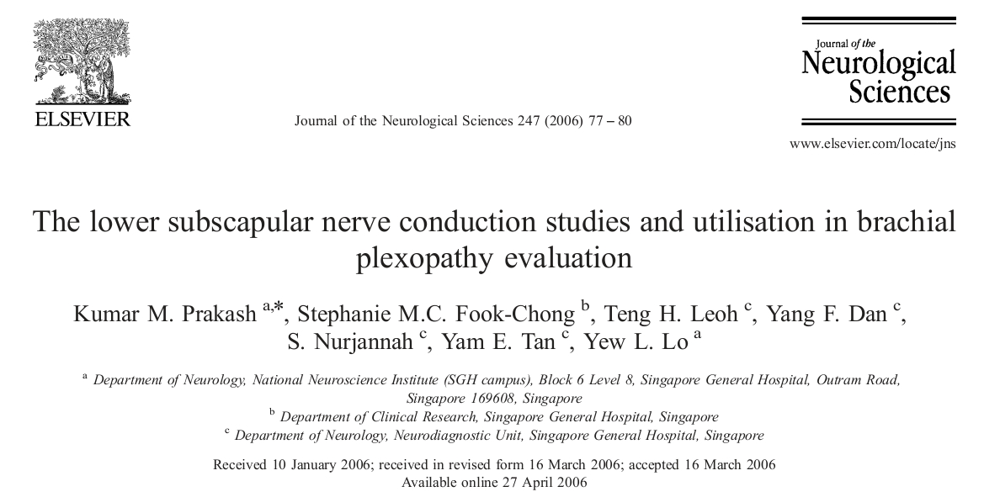 ELSEVIER
Journal of the Neurological Sciences 247 (2006) 77 – 80
Journal of the
Neurological
Sciences
www.elsevier.com/locate/jns
The lower subscapular nerve conduction studies and utilisation in brachial
plexopathy evaluation
Kumar M. Prakash a,*, Stephanie M.C. Fook-Chong b, Teng H. Leoh c, Yang F. Dan c,
S. Nurjannah c, Yam E. Tan c, Yew L. Lo a
a Department of Neurology, National Neuroscience Institute (SGH campus), Block 6 Level 8, Singapore General Hospital, Outram Road,
Singapore 169608, Singapore
b Department of Clinical Research, Singapore General Hospital, Singapore
c Department of Neurology, Neurodiagnostic Unit, Singapore General Hospital, Singapore
Received 10 January 2006; received in revised form 16 March 2006; accepted 16 March 2006
Available online 27 April 2006